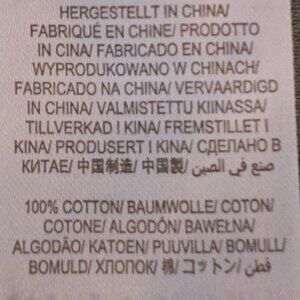 HERGESTELLT IN CHINA/
FABRIQUÉ EN CHINE/ PRODOTTO
IN CINA/ FABRICADO EN CHINA/
WYPRODUKOWANO W CHINACH/
FABRICADO NA CHINA/ VERVAARDIGD
IN CHINA/ VALMISTETTU KIINASSA/
TILLVERKAD I KINA/ FREMSTILLET I
KINA/ PRODUSERT I KINA/ СДЕЛАНО В
КИТАЕ/ 中国制造/ 中国製/ صنع في الصين/
100% COTTON/ BAUMWOLLE/ COTON/
COTONE/ ALGODÓN/ BAWEŁNA/
ALGODÃO/ KATOEN/ PUUVILLA/ BOMULL/
BOMULD/ ХЛОПОК/ 棉/ コットン/ قطن/